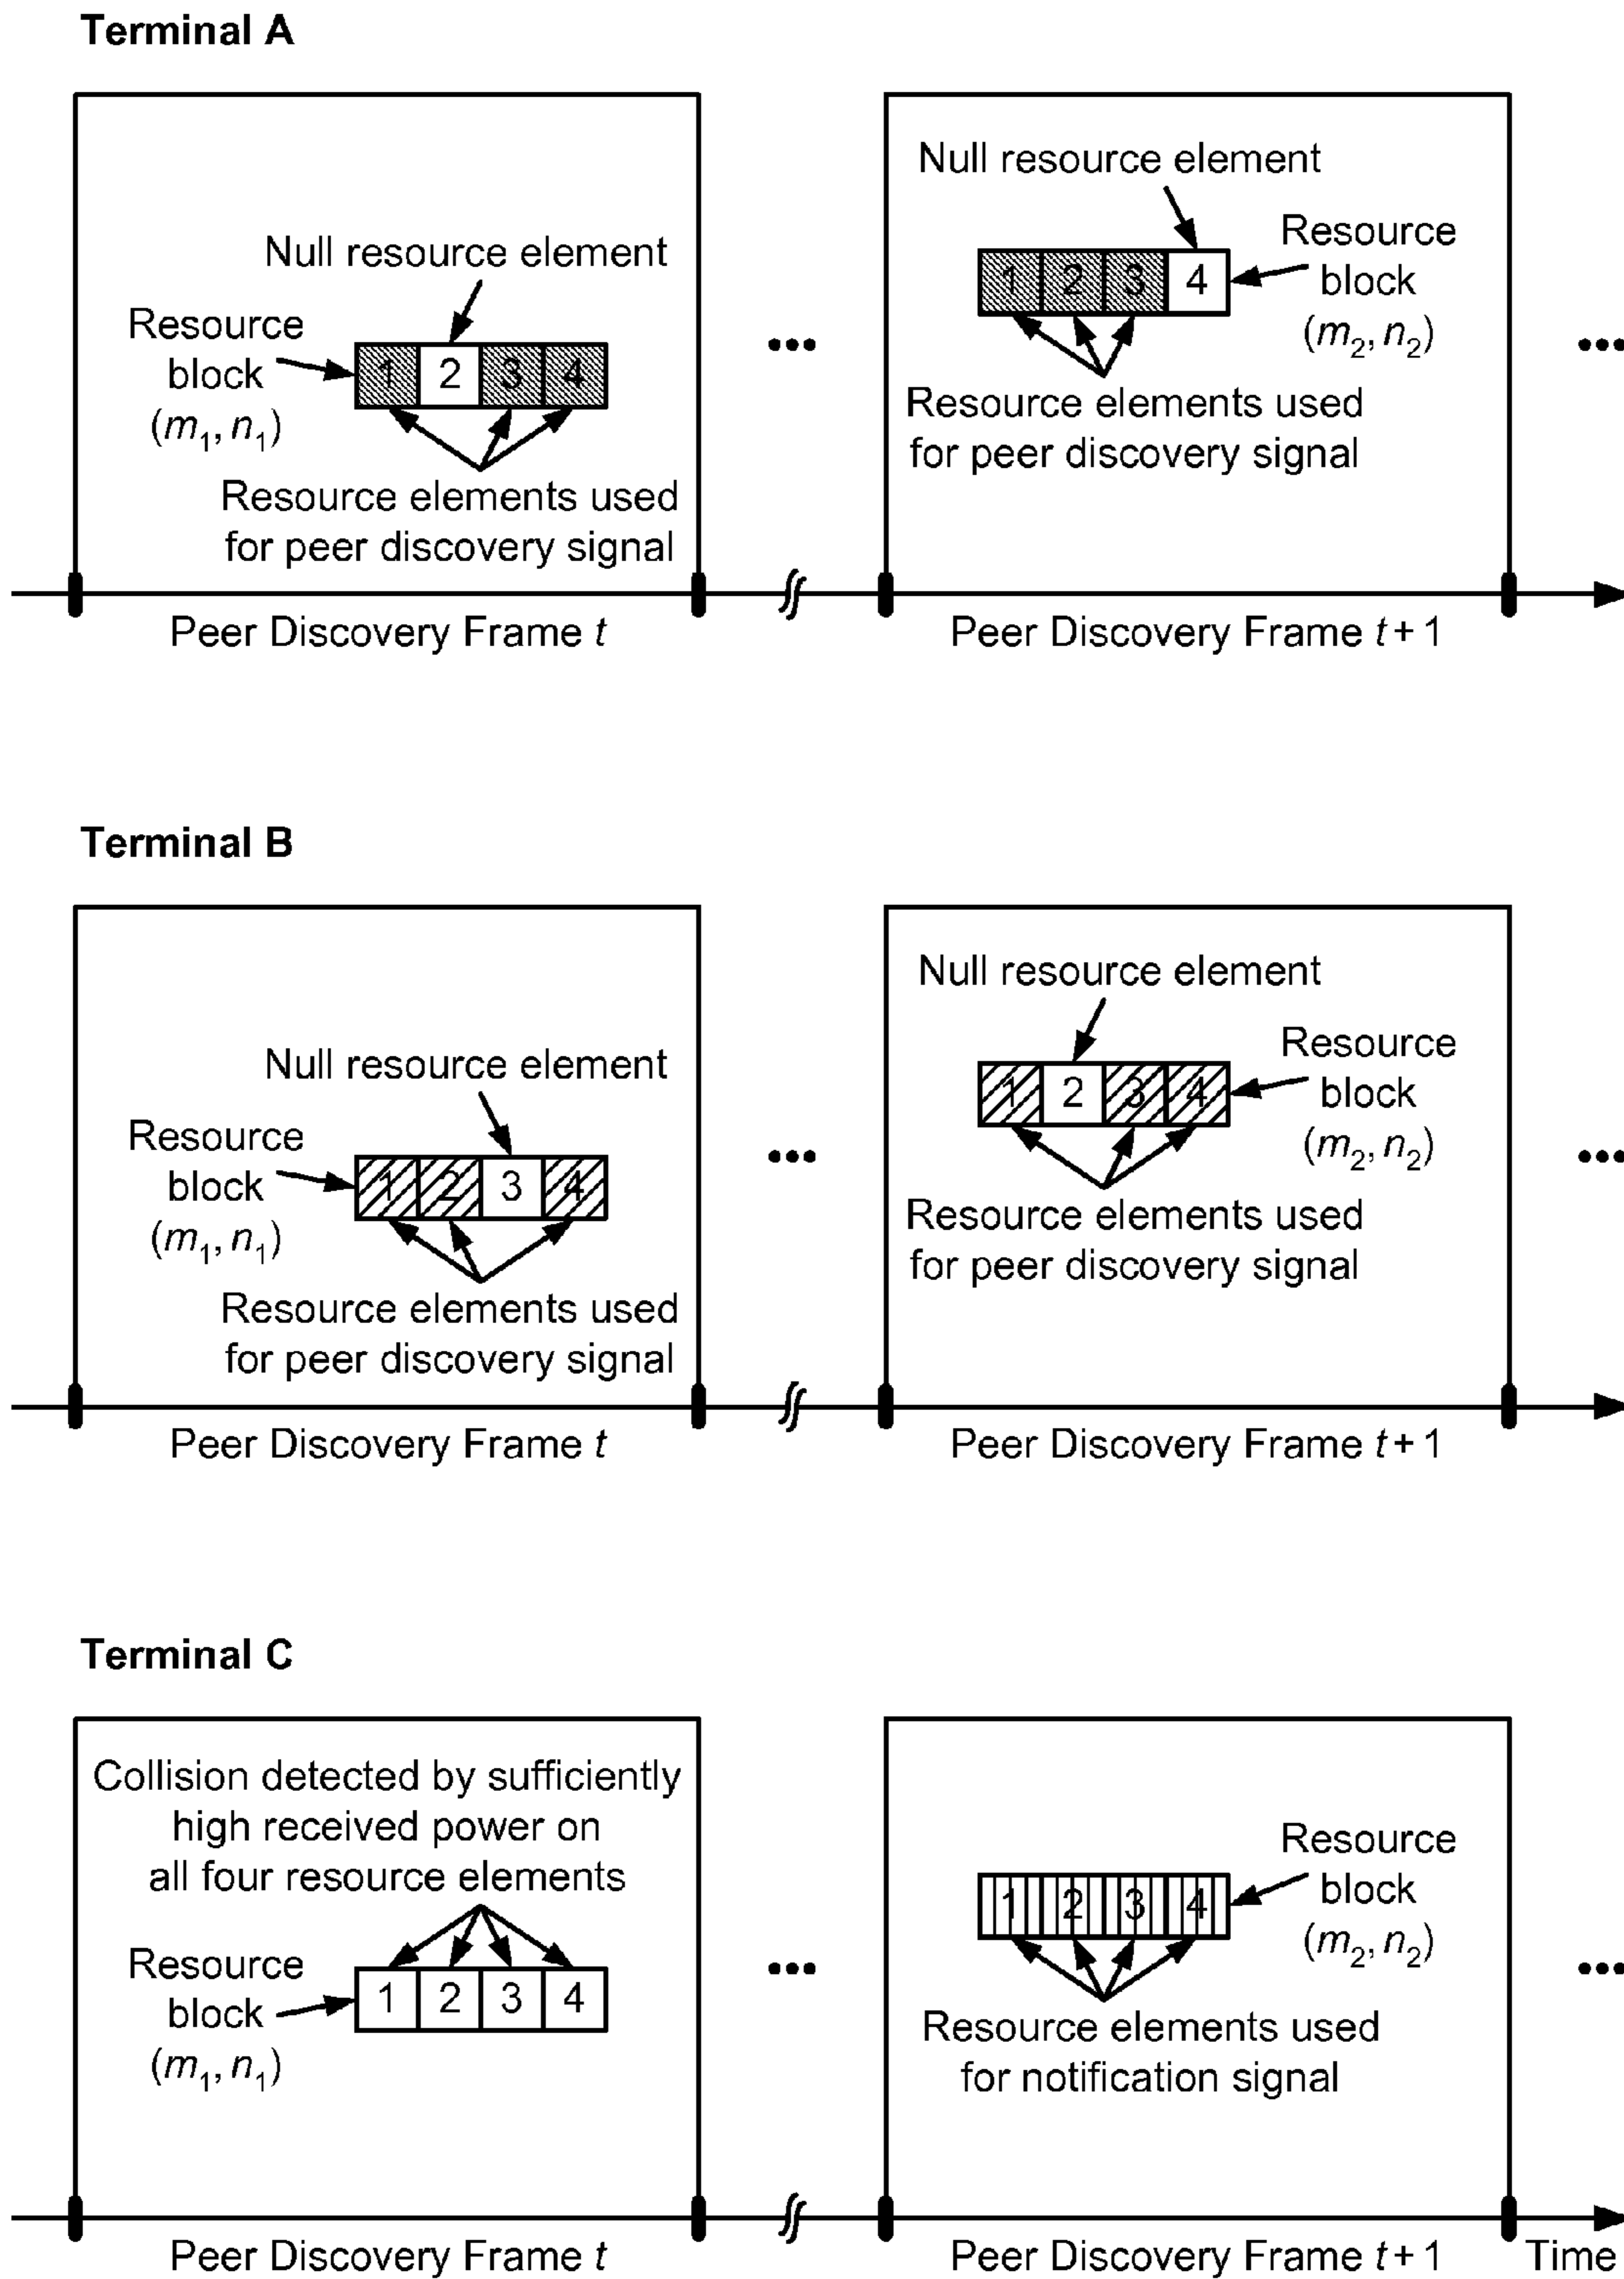 Terminal A
Null resource element
Resource
block
(m1, n1)
1 2 3 4
Resource elements used
for peer discovery signal
Peer Discovery Frame t
...
Null resource element
Resource
block
(m2, n2)
1 2 3 4
Resource elements used
for peer discovery signal
Peer Discovery Frame t + 1
...
Terminal B
Null resource element
Resource
block
(m1, n1)
1 2 3 4
Resource elements used
for peer discovery signal
Peer Discovery Frame t
...
Null resource element
Resource
block
(m2, n2)
1 2 3 4
Resource elements used
for peer discovery signal
Peer Discovery Frame t + 1
...
Terminal C
Collision detected by sufficiently
high received power on
all four resource elements
Resource
block
(m1, n1)
1 2 3 4
Peer Discovery Frame t
...
Resource
block
(m2, n2)
1 2 3 4
Resource elements used
for notification signal
Peer Discovery Frame t + 1
...
Time